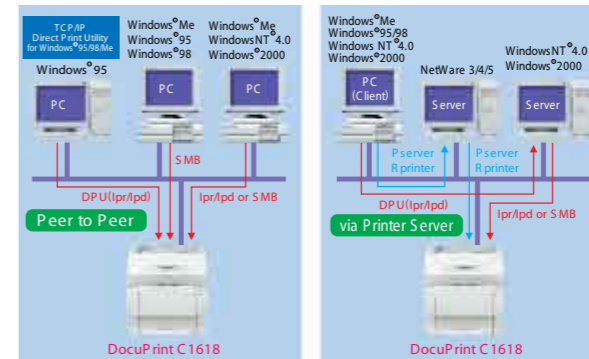 TCP/IP
Direct Print Utility
for Windows®95/98/Me
Windows®95
Windows®Me
Windows®95
Windows®98
Windows®Me
WindowsNT®4.0
Windows®2000
PC
PC
PC
SMB
DPU(lpr/lpd)
lpr/lpd or SMB
Peer to Peer
DocuPrint C1618
Windows®Me
Windows®95/98
Windows NT®4.0
Windows®2000
NetWare 3/4/5
WindowsNT®4.0
Windows®2000
PC
(Client)
Server
Server
Pserver
Rprinter
Pserver
Rprinter
DPU(lpr/lpd)
lpr/lpd or SMB
via Printer Server
DocuPrint C1618